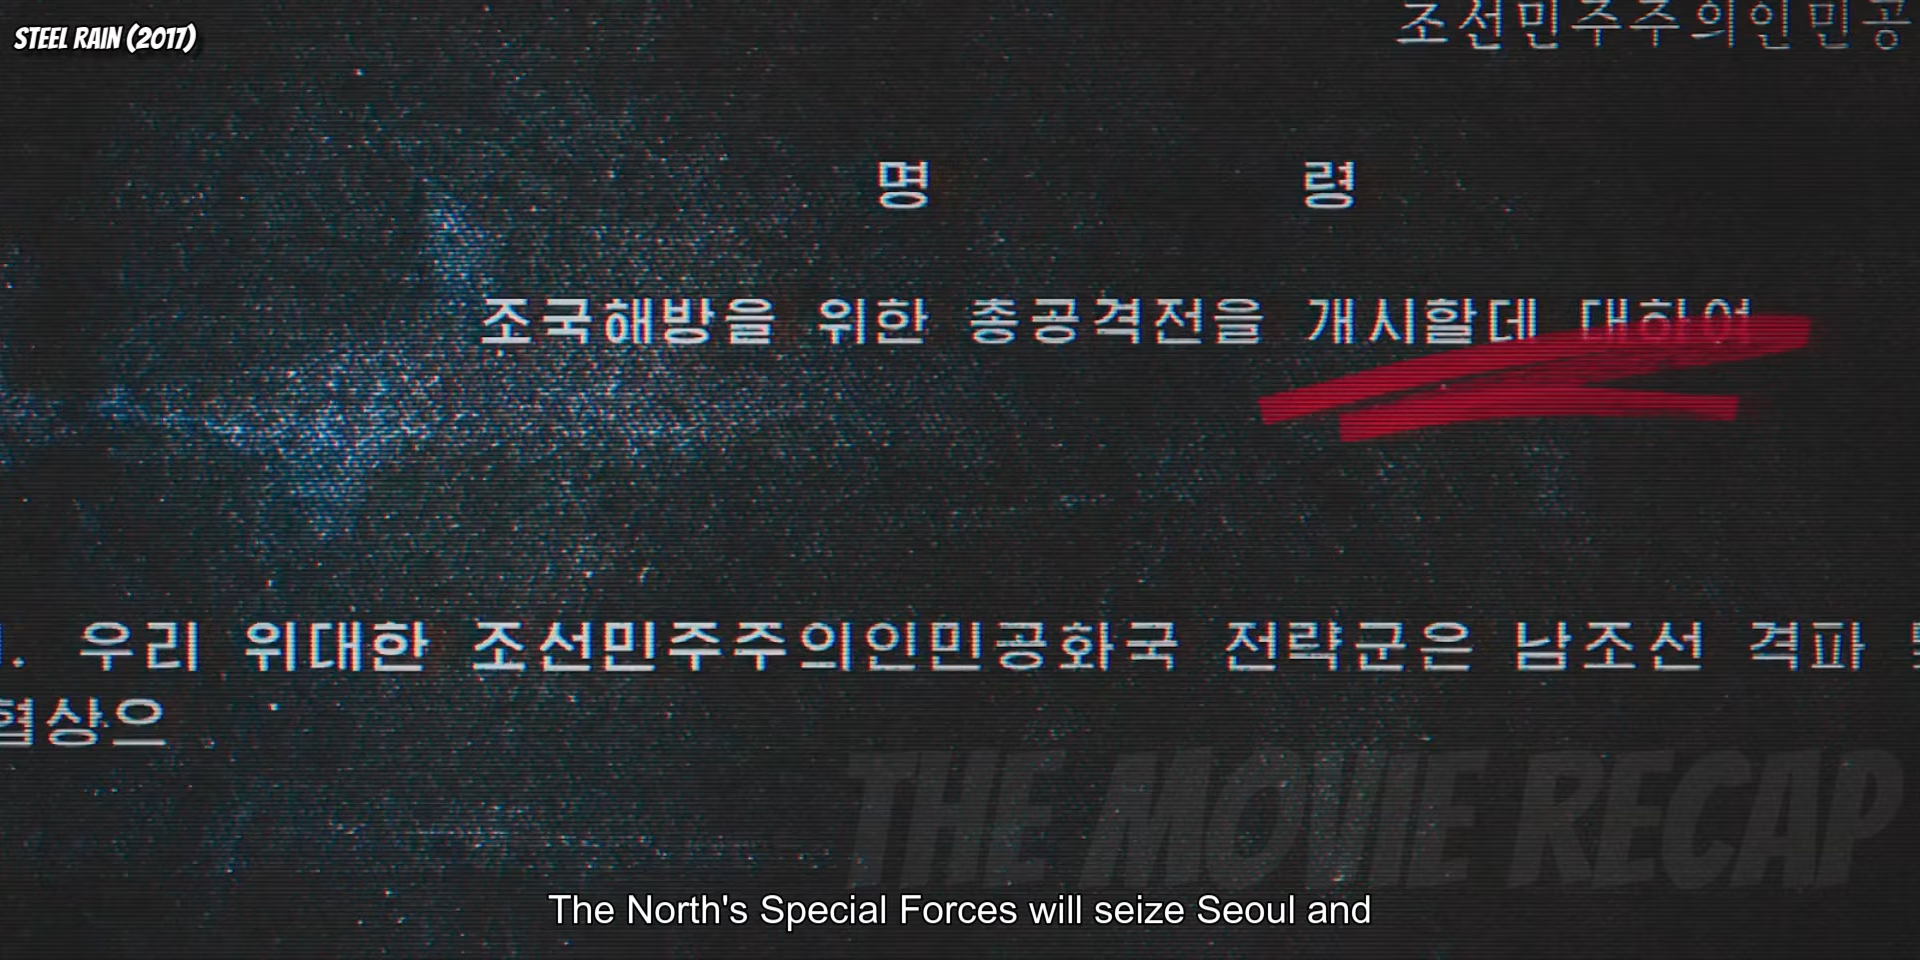 STEEL RAIN (2017)
조선민주주의인민공
명 령
조국해방을 위한 총공격전을 개시할데 대하여
. 우리 위대한 조선민주주의인민공화국 전략군은 남조선 격파
협상으
THE MOVIE RECAP
The North's Special Forces will seize Seoul and